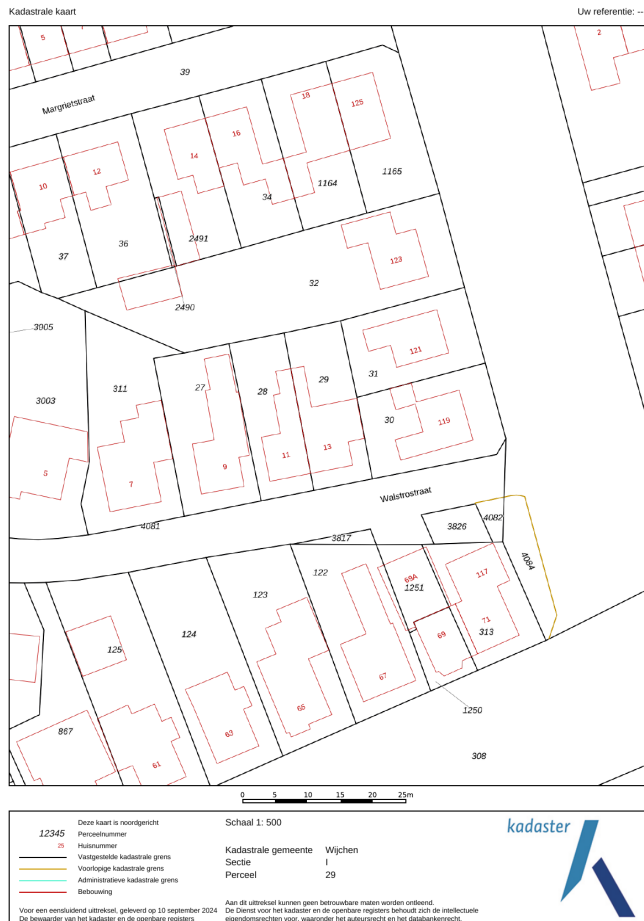 Kadastrale kaart
Uw referentie: --
5
2
39
Margrietstraat
18
125
16
14
12
10
1165
1164
34
2491
36
37
123
32
2490
3905
3003
311
27
28
29
31
121
30
119
5
7
9
11
13
Walstrostraat
4081
3817
3826
4082
4084
122
69A
1251
117
123
71
313
69
124
125
67
66
63
61
1250
867
308
0 5 10 15 20 25m
Deze kaart is noordgericht
12345 Perceelnummer
25 Huisnummer
Vastgestelde kadastrale grens
Voorlopige kadastrale grens
Administratieve kadastrale grens
Bebouwing
Schaal 1: 500
Kadastrale gemeente Wijchen
Sectie I
Perceel 29
kadaster
Voor een eensluidend uittreksel, geleverd op 10 september 2024
De bewaarder van het kadaster en de openbare registers
Aan dit uittreksel kunnen geen betrouwbare maten worden ontleend.
De Dienst voor het kadaster en de openbare registers behoudt zich de intellectuele
eigendomsrechten voor, waaronder het auteursrecht en het databankenrecht.